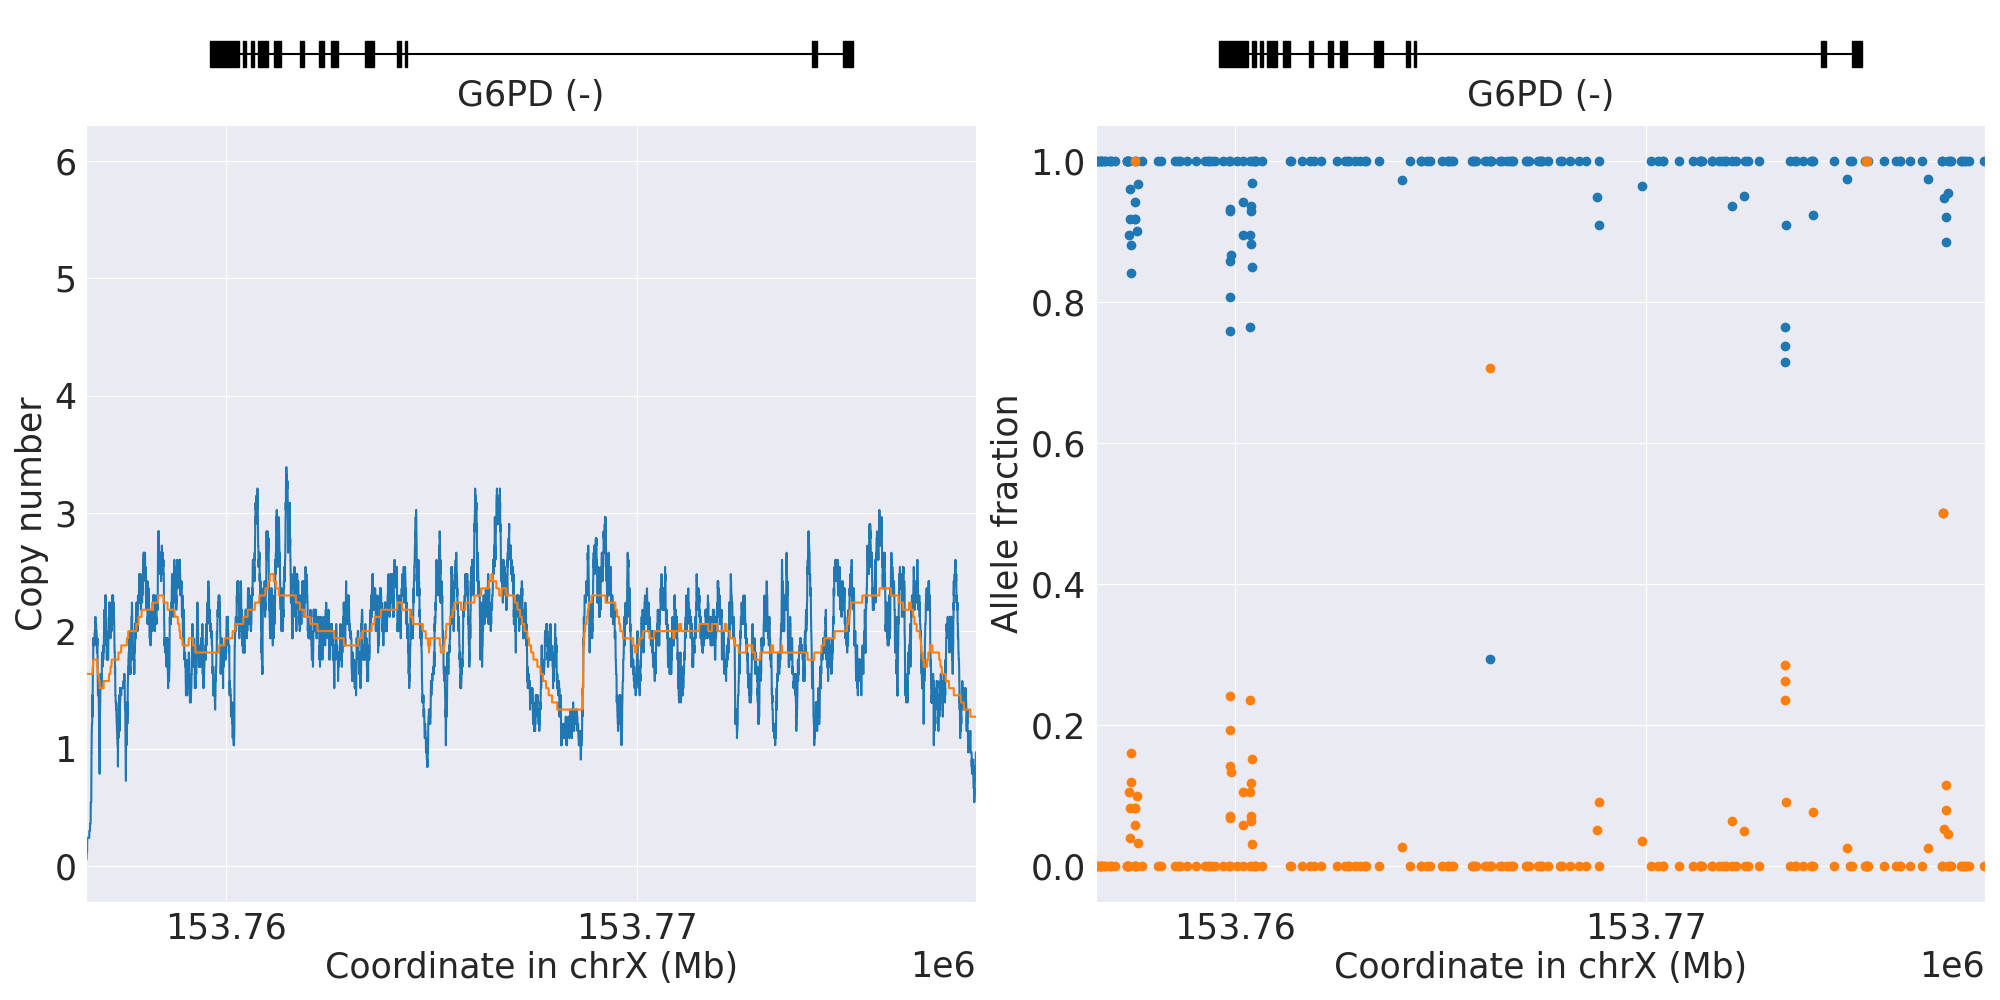 G6PD (-)
6
5
4
3
2
1
0
Copy number
153.76
153.77
Coordinate in chrX (Mb)
1e6
G6PD (-)
1.0
0.8
0.6
0.4
0.2
0.0
Allele fraction
153.76
153.77
Coordinate in chrX (Mb)
1e6